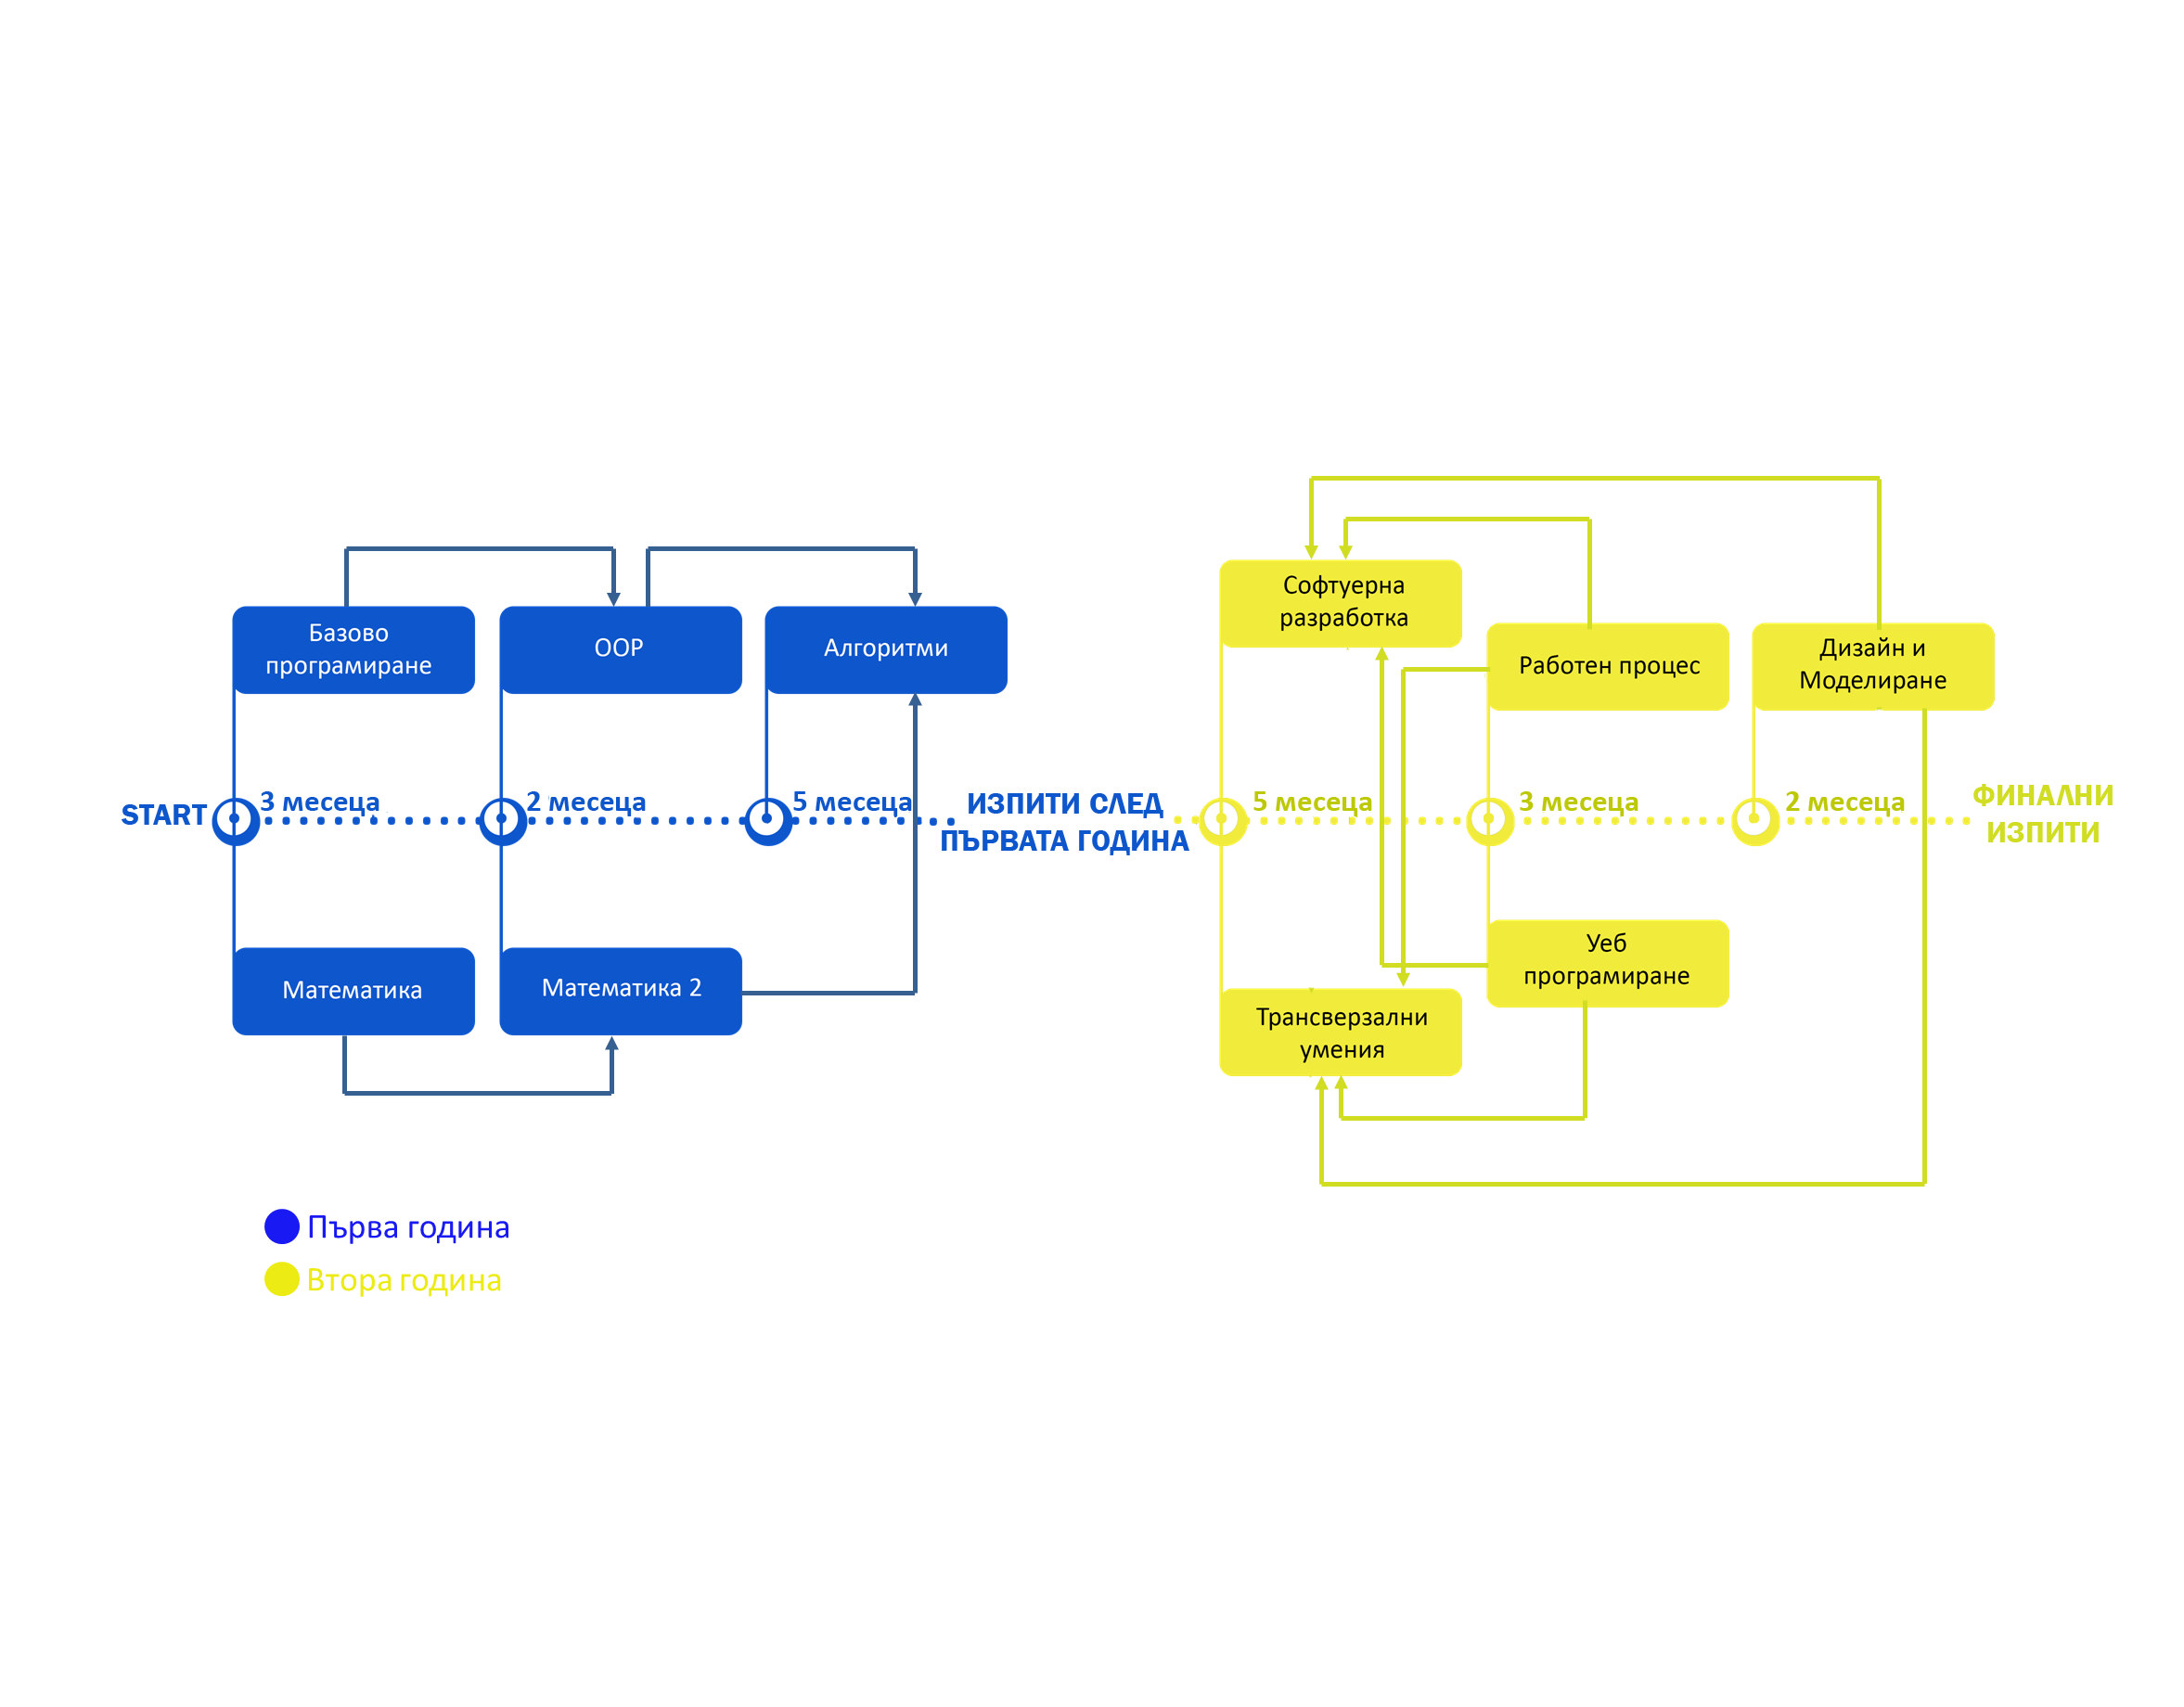 Софтуерна
разработка
Базово
програмиране
ООР
Алгоритми
Работен процес
Дизайн и
Моделиране
START
3 месеца
2 месеца
5 месеца
ИЗПИТИ СЛЕД
ПЪРВАТА ГОДИНА
5 месеца
3 месеца
2 месеца
ФИНАЛНИ
ИЗПИТИ
Математика
Математика 2
Уеб
програмиране
Трансверзални
умения
Първа година
Втора година